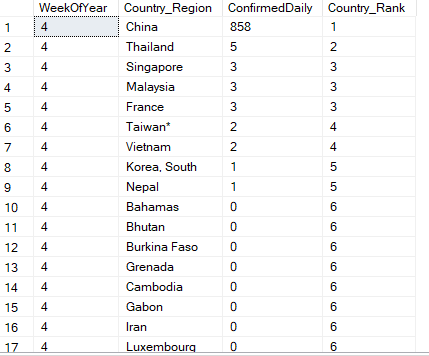 WeekOfYear Country_Region ConfirmedDaily Country_Rank
1 4 China 858 1
2 4 Thailand 5 2
3 4 Singapore 3 3
4 4 Malaysia 3 3
5 4 France 3 3
6 4 Taiwan* 2 4
7 4 Vietnam 2 4
8 4 Korea, South 1 5
9 4 Nepal 1 5
10 4 Bahamas 0 6
11 4 Bhutan 0 6
12 4 Burkina Faso 0 6
13 4 Grenada 0 6
14 4 Cambodia 0 6
15 4 Gabon 0 6
16 4 Iran 0 6
17 4 Luxembourg 0 6